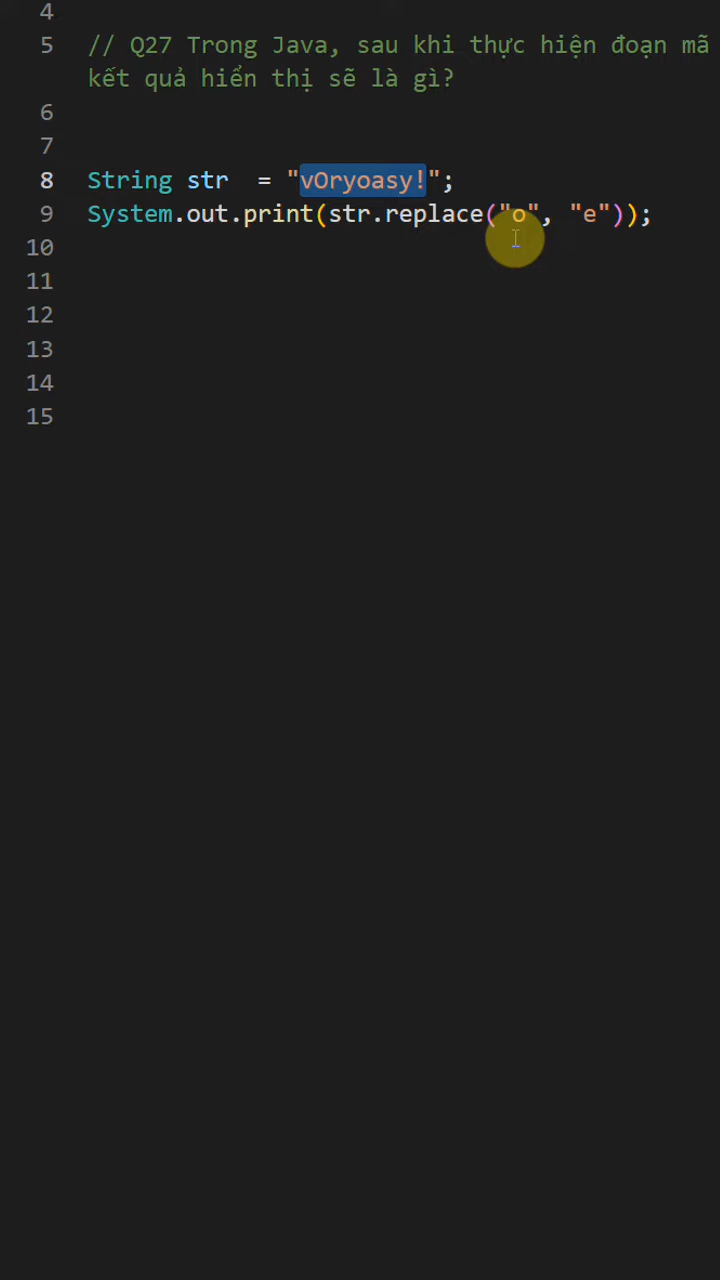 4
5 // Q27 Trong Java, sau khi thực hiện đoạn mã
kết quả hiển thị sẽ là gì?
6
7
8 String str  = "vOryoasy!";
9 System.out.print(str.replace("o", "e"));
10
11
12
13
14
15